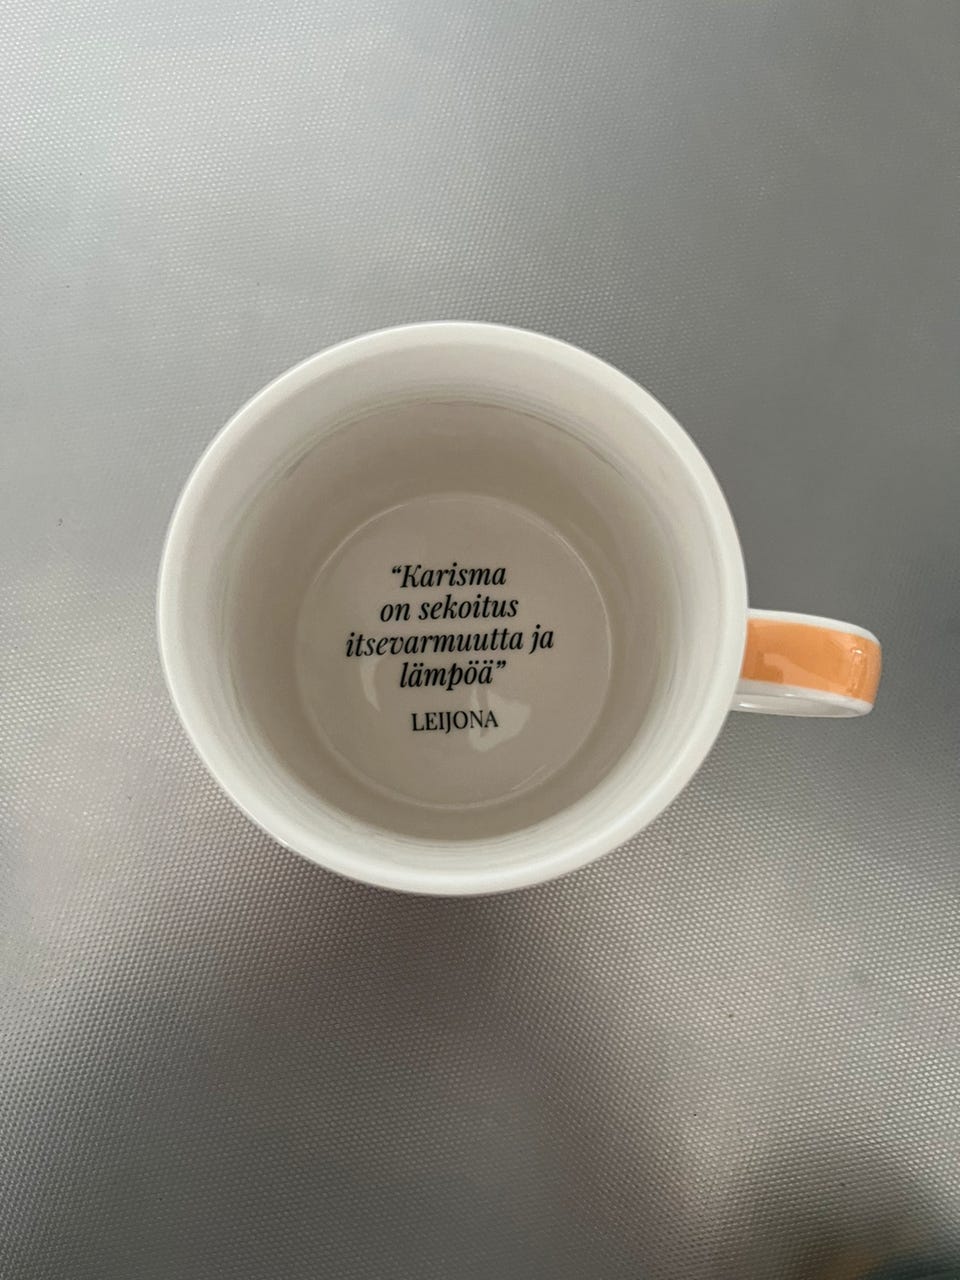 “Karisma
on sekoitus
itsevarmuutta ja
lämpöä”
LEIJONA